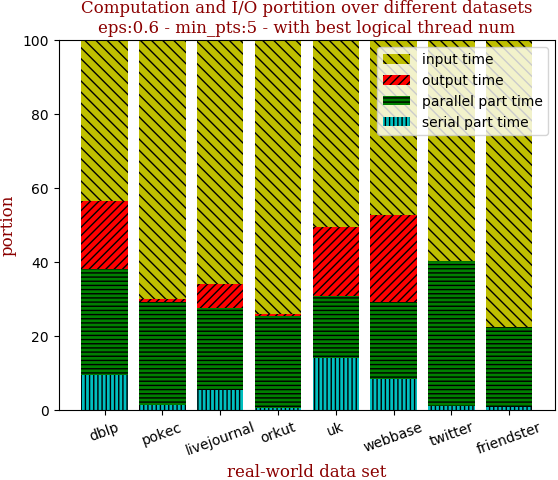 Computation and I/O portion over different datasets
eps:0.6 - min_pts:5 - with best logical thread num
input time
output time
parallel part time
serial part time
portion
100
80
60
40
20
0
dblp
pokec
livejournal
orkut
uk
webbase
twitter
friendster
real-world data set